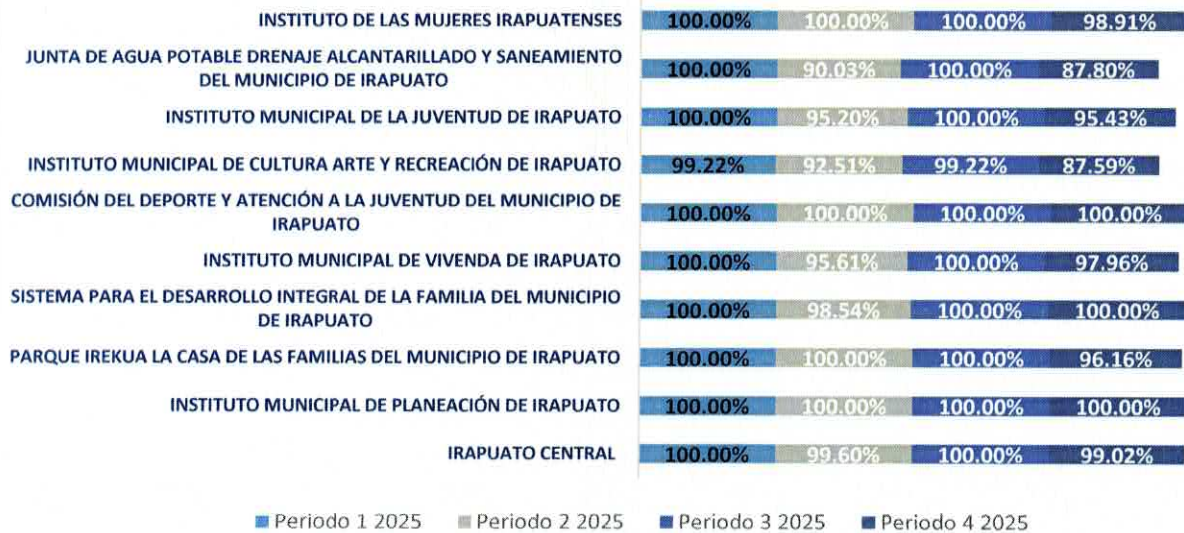 INSTITUTO DE LAS MUJERES IRAPUATENSES 100.00% 100.00% 100.00% 98.91%
JUNTA DE AGUA POTABLE DRENAJE ALCANTARILLADO Y SANEAMIENTO
DEL MUNICIPIO DE IRAPUATO 100.00% 90.03% 100.00% 87.80%
INSTITUTO MUNICIPAL DE LA JUVENTUD DE IRAPUATO 100.00% 95.20% 100.00% 95.43%
INSTITUTO MUNICIPAL DE CULTURA ARTE Y RECREACIÓN DE IRAPUATO 99.22% 92.51% 99.22% 87.59%
COMISIÓN DEL DEPORTE Y ATENCIÓN A LA JUVENTUD DEL MUNICIPIO DE
IRAPUATO 100.00% 100.00% 100.00% 100.00%
INSTITUTO MUNICIPAL DE VIVENDA DE IRAPUATO 100.00% 95.61% 100.00% 97.96%
SISTEMA PARA EL DESARROLLO INTEGRAL DE LA FAMILIA DEL MUNICIPIO
DE IRAPUATO 100.00% 98.54% 100.00% 100.00%
PARQUE IREKUA LA CASA DE LAS FAMILIAS DEL MUNICIPIO DE IRAPUATO 100.00% 100.00% 100.00% 96.16%
INSTITUTO MUNICIPAL DE PLANEACIÓN DE IRAPUATO 100.00% 100.00% 100.00% 100.00%
IRAPUATO CENTRAL 100.00% 99.60% 100.00% 99.02%
Periodo 1 2025 Periodo 2 2025 Periodo 3 2025 Periodo 4 2025